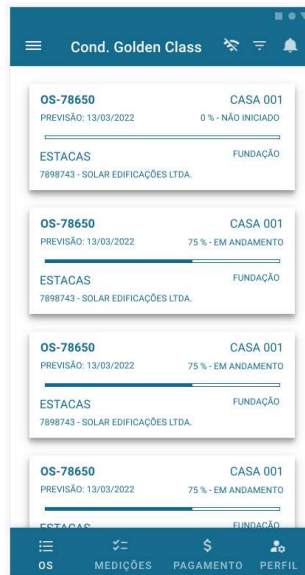 Cond. Golden Class
OS-78650 CASA 001
PREVISÃO: 13/03/2022 0 % - NÃO INICIADO
ESTACAS FUNDAÇÃO
7898743 - SOLAR EDIFICAÇÕES LTDA.
OS-78650 CASA 001
PREVISÃO: 13/03/2022 75 % - EM ANDAMENTO
ESTACAS FUNDAÇÃO
7898743 - SOLAR EDIFICAÇÕES LTDA.
OS-78650 CASA 001
PREVISÃO: 13/03/2022 75 % - EM ANDAMENTO
ESTACAS FUNDAÇÃO
7898743 - SOLAR EDIFICAÇÕES LTDA.
OS-78650 CASA 001
PREVISÃO: 13/03/2022 75 % - EM ANDAMENTO
ESTACAS FUNDAÇÃO
OS MEDIÇÕES PAGAMENTO PERFIL